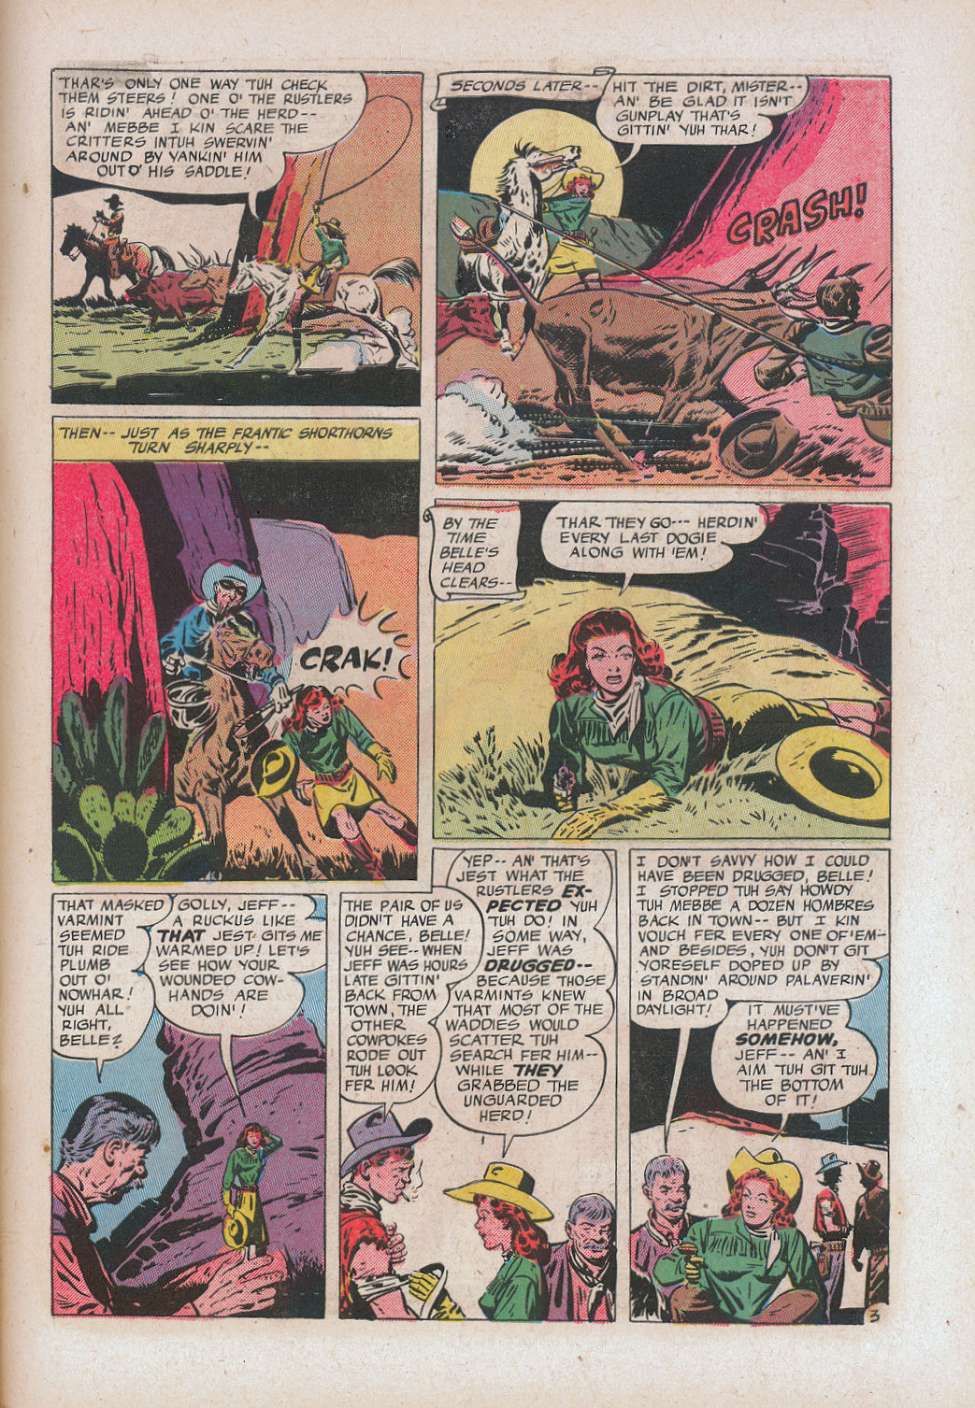 THAR'S ONLY ONE WAY TUH CHECK
THEM STEERS! ONE O' THE RUSTLERS
IS RIDIN' AHEAD O' THE HERD--
AN' MEBBE I KIN SCARE THE
CRITTERS INTUH SWERVIN'
AROUND BY YANKIN' HIM
OUT O' HIS SADDLE!
SECONDS LATER--
HIT THE DIRT, MISTER--
AN' BE GLAD IT ISN'T
GUNPLAY THAT'S
GITTIN' YUH THAR!
CRASH!
THEN-- JUST AS THE FRANTIC SHORTHORNS
TURN SHARPLY--
CRAK!
BY THE
TIME
BELLE'S
HEAD
CLEARS--
THAR THEY GO--- HERDIN'
EVERY LAST DOGIE
ALONG WITH 'EM!
THAT MASKED
VARMINT
SEEMED
TUH RIDE
PLUMB
OUT O'
NOWHAR!
YUH ALL
RIGHT,
BELLE?
GOLLY, JEFF--
A RUCKUS LIKE
THAT JEST GITS ME
WARMED UP! LET'S
SEE HOW YOUR
WOUNDED COW-
HANDS ARE
DOIN'!
THE PAIR OF US
DIDN'T HAVE A
CHANCE, BELLE!
YUH SEE--WHEN
JEFF WAS HOURS
LATE GITTIN'
BACK FROM
TOWN, THE
OTHER
COWPOKES
RODE OUT
TUH LOOK
FER HIM!
YEP-- AN' THAT'S
JEST WHAT THE
RUSTLERS EX-
PECTED YUH
TUH DO! IN
SOME WAY,
JEFF WAS
DRUGGED--
BECAUSE THOSE
VARMINTS KNEW
THAT MOST OF THE
WADDIES WOULD
SCATTER TUH
SEARCH FER HIM--
WHILE THEY
GRABBED THE
UNGUARDED
HERD!
I DON'T SAVVY HOW I COULD
HAVE BEEN DRUGGED, BELLE!
I STOPPED TUH SAY HOWDY
TUH MEBBE A DOZEN HOMBRES
BACK IN TOWN-- BUT I KIN
VOUCH FER EVERY ONE OF 'EM--
AND BESIDES, YUH DON'T GIT
YORESELF DOPED UP BY
STANDIN' AROUND PALAVERIN'
IN BROAD
DAYLIGHT!
IT MUST'VE
HAPPENED
SOMEHOW,
JEFF-- AN' I
AIM TUH GIT TUH
THE BOTTOM
OF IT!
3